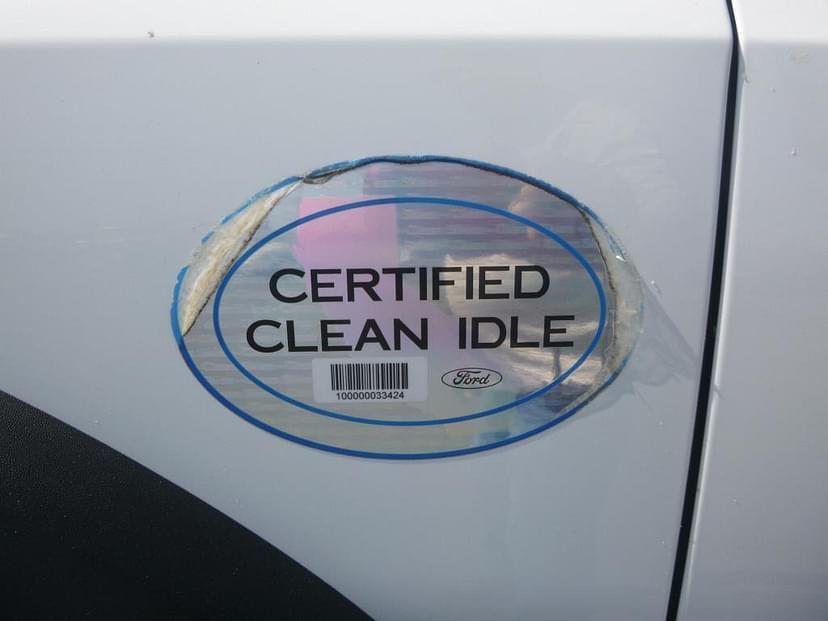 CERTIFIED
CLEAN IDLE
100000033424
Ford